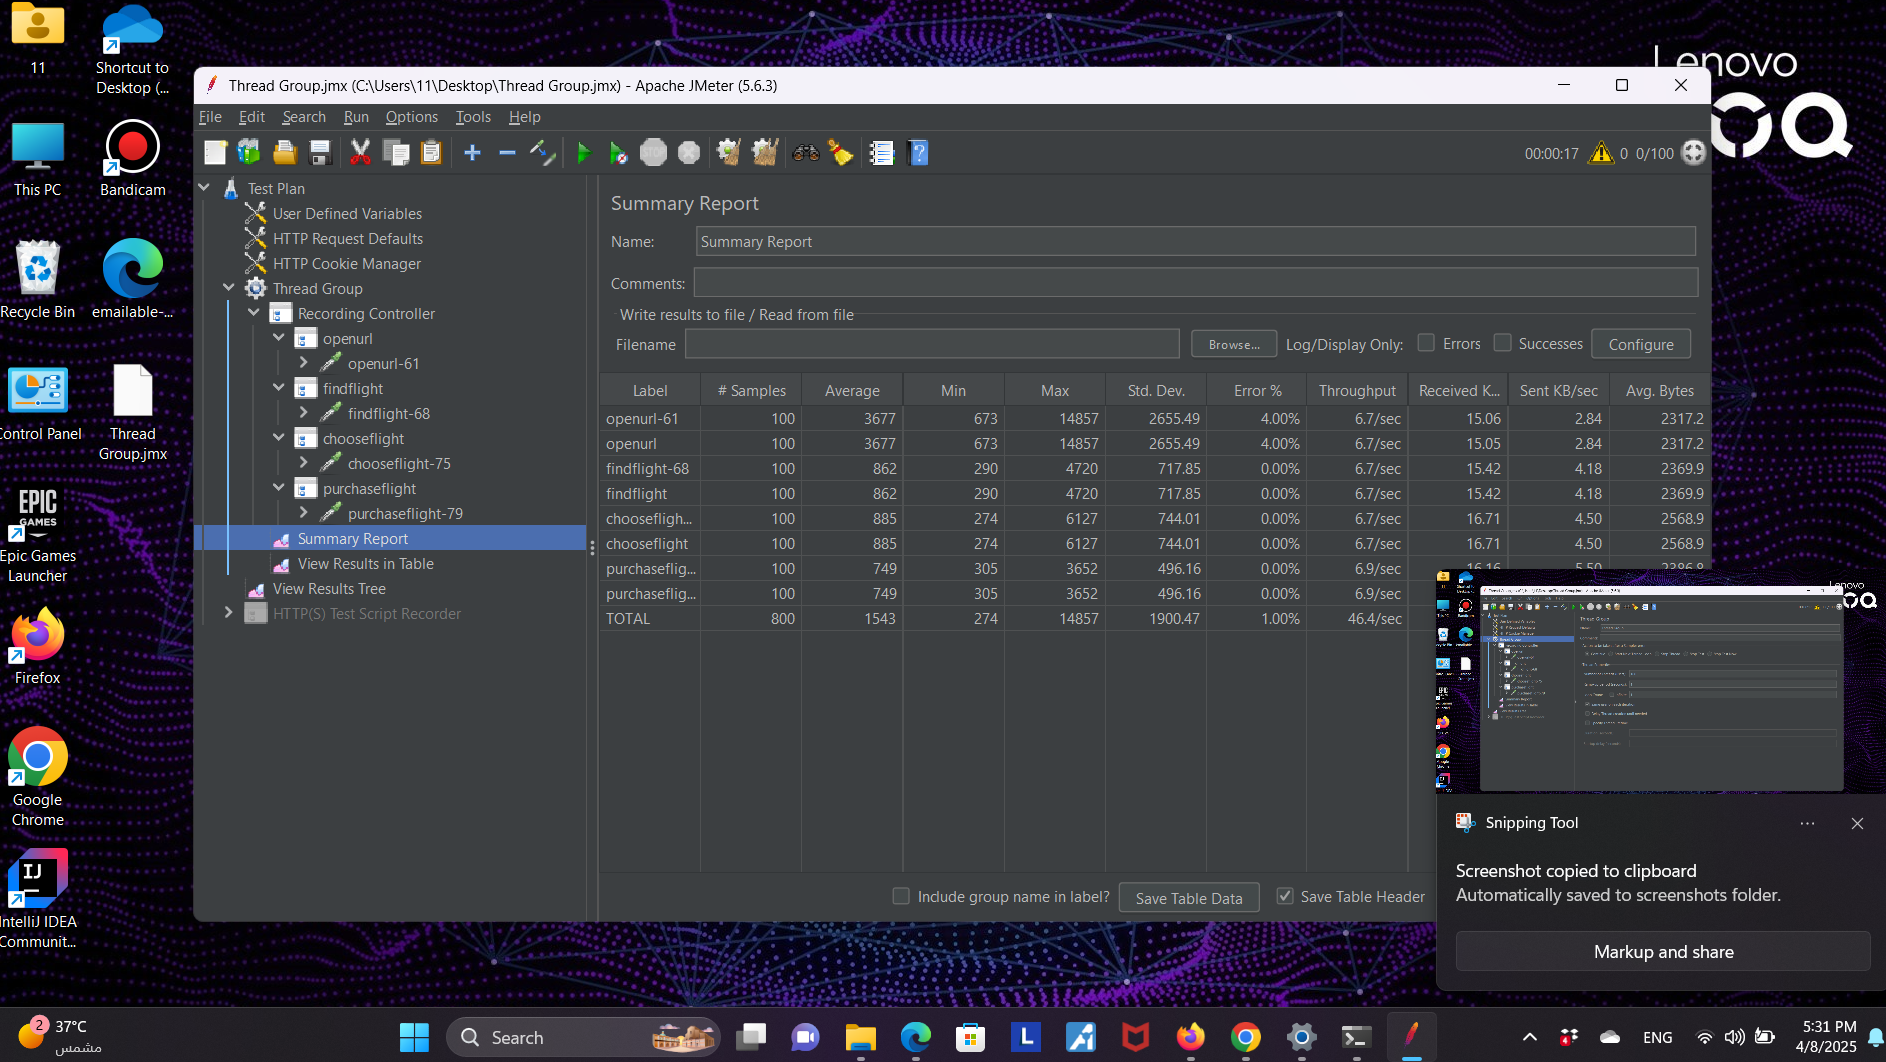 11
Shortcut to
Desktop (...
Lenovo
This PC
Bandicam
Recycle Bin
emailable-...
Control Panel
Thread
Group.jmx
EPIC
GAMES
Epic Games
Launcher
Firefox
Google
Chrome
IJ
IntelliJ IDEA
Communit...
Thread Group.jmx (C:\Users\11\Desktop\Thread Group.jmx) - Apache JMeter (5.6.3)
File Edit Search Run Options Tools Help
STOP
00:00:17 0 0/100
Test Plan
User Defined Variables
HTTP Request Defaults
HTTP Cookie Manager
Thread Group
Recording Controller
openurl
openurl-61
findflight
findflight-68
chooseflight
chooseflight-75
purchaseflight
purchaseflight-79
Summary Report
View Results in Table
View Results Tree
HTTP(S) Test Script Recorder
Summary Report
Name: Summary Report
Comments:
Write results to file / Read from file
Filename Browse... Log/Display Only: Errors Successes Configure
Label # Samples Average Min Max Std. Dev. Error % Throughput Received K... Sent KB/sec Avg. Bytes
openurl-61 100 3677 673 14857 2655.49 4.00% 6.7/sec 15.06 2.84 2317.2
openurl 100 3677 673 14857 2655.49 4.00% 6.7/sec 15.05 2.84 2317.2
findflight-68 100 862 290 4720 717.85 0.00% 6.7/sec 15.42 4.18 2369.9
findflight 100 862 290 4720 717.85 0.00% 6.7/sec 15.42 4.18 2369.9
choosefligh... 100 885 274 6127 744.01 0.00% 6.7/sec 16.71 4.50 2568.9
chooseflight 100 885 274 6127 744.01 0.00% 6.7/sec 16.71 4.50 2568.9
purchaseflig... 100 749 305 3652 496.16 0.00% 6.9/sec 16.16 5.50 2386.8
purchaseflig... 100 749 305 3652 496.16 0.00% 6.9/sec
TOTAL 800 1543 274 14857 1900.47 1.00% 46.4/sec
Include group name in label? Save Table Data Save Table Header
Lenovo
Snipping Tool
Screenshot copied to clipboard
Automatically saved to screenshots folder.
Markup and share
2
37°C
مشمس
Search
L
4
ENG
5:31 PM
4/8/2025